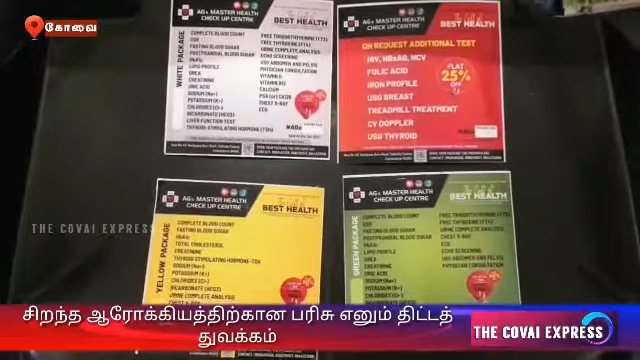 கோவை
AG's MASTER HEALTH
CHECK UP CENTRE
BEST HEALTH
WHITE PACKAGE
COMPLETE BLOOD COUNT
ESR
FASTING BLOOD SUGAR
POSTPRANDIAL BLOOD SUGAR
HbA1c
LIPID PROFILE
UREA
CREATININE
URIC ACID
SODIUM (Na+)
POTASSIUM (K+)
CHLORIDES (Cl-)
BICARBONATE (HCO3)
LIVER FUNCTION TEST
THYROID-STIMULATING HORMONE (TSH)
FREE TRIIODOTHYRONINE (FT3)
FREE THYROXINE (FT4)
URINE COMPLETE ANALYSIS
ECHO SCREENING
USG ABDOMEN AND PELVIS
PHYSICIAN CONSULTATION
VITAMIN D
VITAMIN B12
CALCIUM
CHEST X-RAY
ECG
AG's MASTER HEALTH
CHECK UP CENTRE
BEST HEALTH
ON REQUEST ADDITIONAL TEST
HIV, HBsAG, HCV
FOLIC ACID
IRON PROFILE
USG BREAST
TREADMILL TREATMENT
CV DOPPLER
USG THYROID
FLAT
25%
OFF
AG's MASTER HEALTH
CHECK UP CENTRE
BEST HEALTH
YELLOW PACKAGE
COMPLETE BLOOD COUNT
FASTING BLOOD SUGAR
HbA1c
TOTAL CHOLESTEROL
CREATININE
THYROID STIMULATING HORMONE-TSH
SODIUM (Na+)
POTASSIUM (K+)
CHLORIDES (Cl-)
BICARBONATE (HCO3)
URINE COMPLETE ANALYSIS
AG's MASTER HEALTH
CHECK UP CENTRE
BEST HEALTH
GREEN PACKAGE
COMPLETE BLOOD COUNT
ESR
FASTING BLOOD SUGAR
POSTPRANDIAL BLOOD SUGAR
HbA1c
LIPID PROFILE
UREA
CREATININE
URIC ACID
SODIUM (Na+)
POTASSIUM (K+)
CHLORIDES (Cl-)
BICARBONATE (HCO3)
FREE TRIIODOTHYRONINE (FT3)
FREE THYROXINE (FT4)
URINE COMPLETE ANALYSIS
CHEST X-RAY
ECG
ECHO SCREENING
USG ABDOMEN AND PELVIS
PHYSICIAN CONSULTATION
THE COVAI EXPRESS
சிறந்த ஆரோக்கியத்திற்கான பரிசு எனும் திட்டத்
துவக்கம்
THE COVAI EXPRESS